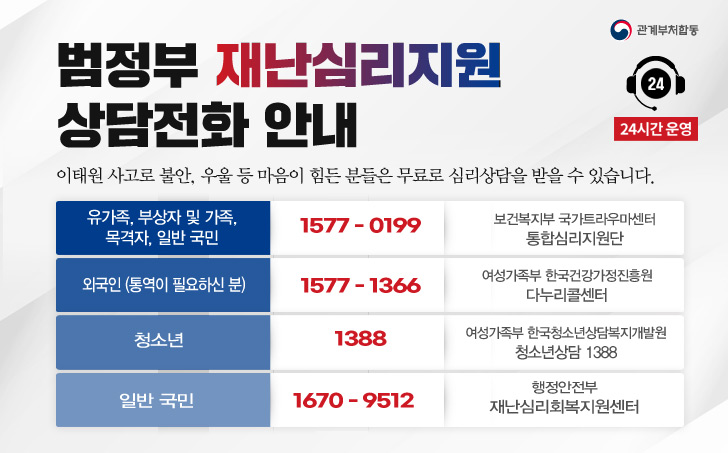 관계부처합동
범정부 재난심리지원
상담전화 안내
24
24시간 운영
이태원 사고로 불안, 우울 등 마음이 힘든 분들은 무료로 심리상담을 받을 수 있습니다.
유가족, 부상자 및 가족,
목격자, 일반 국민
1577 - 0199
보건복지부 국가트라우마센터
통합심리지원단
외국인 (통역이 필요하신 분)
1577 - 1366
여성가족부 한국건강가정진흥원
다누리콜센터
청소년
1388
여성가족부 한국청소년상담복지개발원
청소년상담 1388
일반 국민
1670 - 9512
행정안전부
재난심리회복지원센터